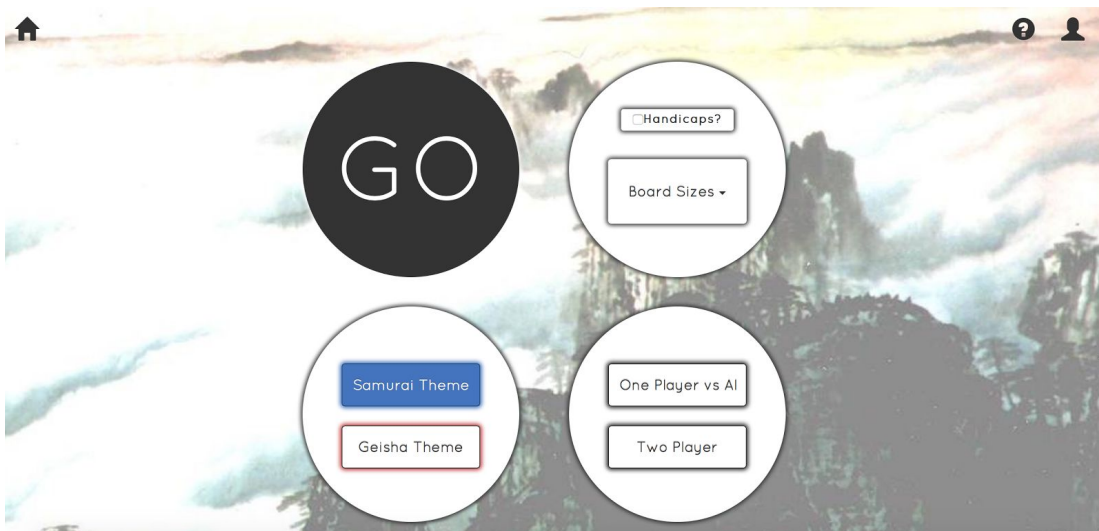 GO
Handicaps?
Board Sizes
Samurai Theme
Geisha Theme
One Player vs AI
Two Player